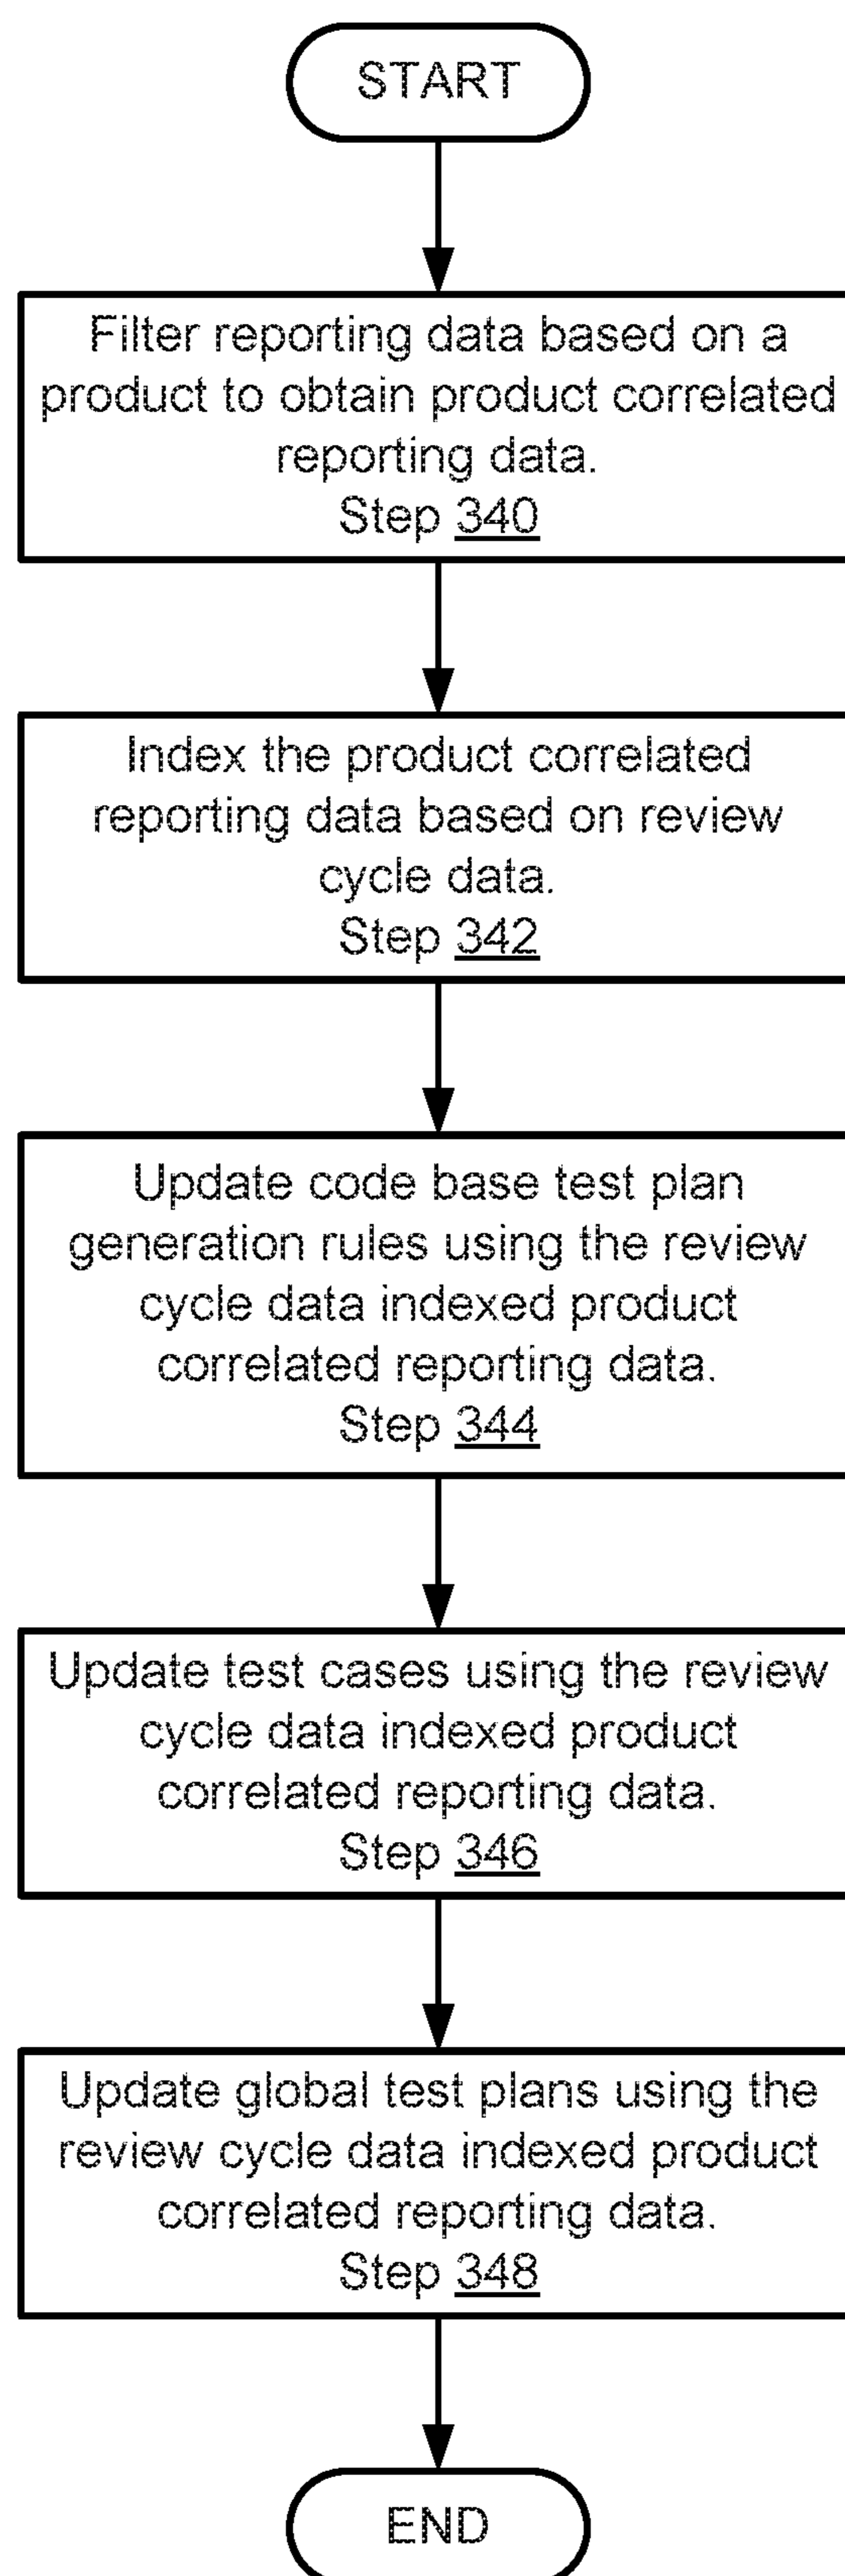 START
Filter reporting data based on a
product to obtain product correlated
reporting data.
Step 340
Index the product correlated
reporting data based on review
cycle data.
Step 342
Update code base test plan
generation rules using the review
cycle data indexed product
correlated reporting data.
Step 344
Update test cases using the review
cycle data indexed product
correlated reporting data.
Step 346
Update global test plans using the
review cycle data indexed product
correlated reporting data.
Step 348
END